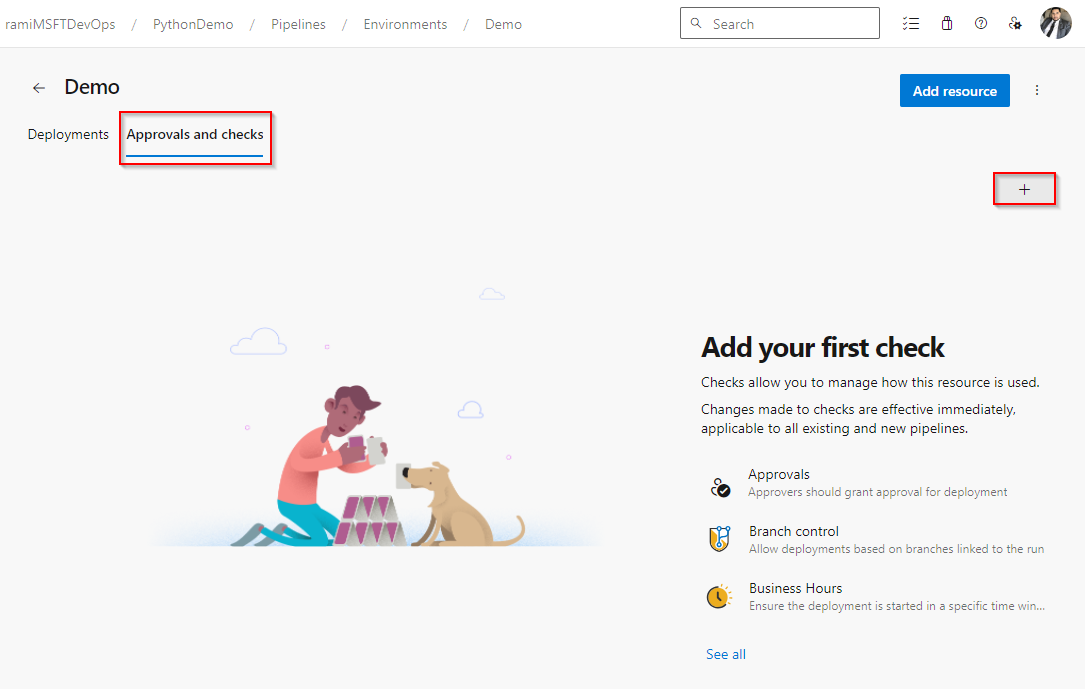 ramiMSFTDevOps / PythonDemo / Pipelines / Environments / Demo
Search
Demo
Add resource
Deployments
Approvals and checks
+
Add your first check
Checks allow you to manage how this resource is used.
Changes made to checks are effective immediately,
applicable to all existing and new pipelines.
Approvals
Approvers should grant approval for deployment
Branch control
Allow deployments based on branches linked to the run
Business Hours
Ensure the deployment is started in a specific time win...
See all